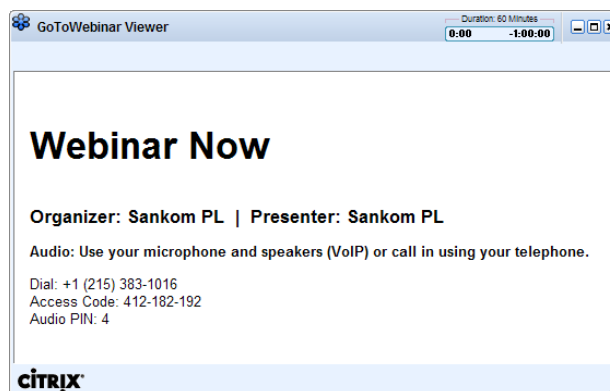 GoToWebinar Viewer
Duration: 60 Minutes
0:00 -1:00:00
Webinar Now
Organizer: Sankom PL | Presenter: Sankom PL
Audio: Use your microphone and speakers (VoIP) or call in using your telephone.
Dial: +1 (215) 383-1016
Access Code: 412-182-192
Audio PIN: 4
CİTRIX